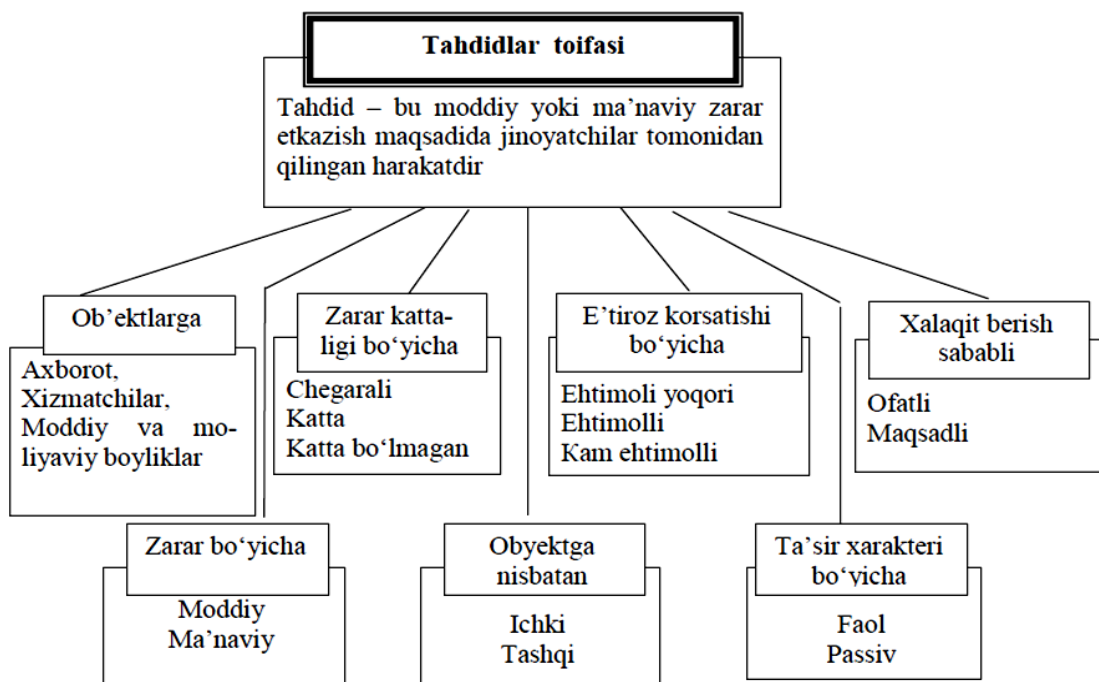 Tahdidlar toifasi
Tahdid – bu moddiy yoki ma’naviy zarar
etkazish maqsadida jinoyatchilar tomonidan
qilingan harakatdir
Ob’ektlarga
Axborot,
Xizmatchilar,
Moddiy va mo-
liyaviy boyliklar
Zarar katta-
ligi bo‘yicha
Chegarali
Katta
Katta bo‘lmagan
E’tiroz korsatishi
bo‘yicha
Ehtimoli yoqori
Ehtimolli
Kam ehtimolli
Xalaqit berish
sababli
Ofatli
Maqsadli
Zarar bo‘yicha
Moddiy
Ma’naviy
Obyektga
nisbatan
Ichki
Tashqi
Ta’sir xarakteri
bo‘yicha
Faol
Passiv